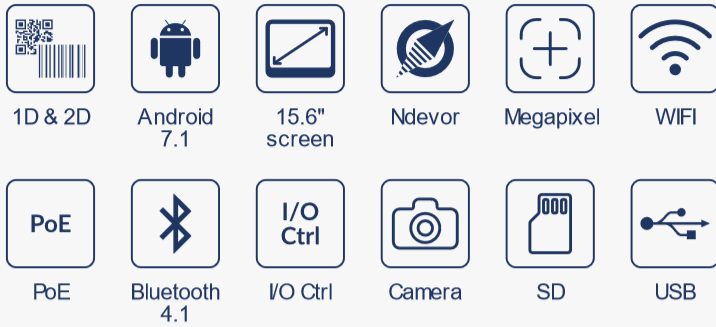 1D & 2D
Android
7.1
15.6"
screen
Ndevor
Megapixel
WIFI
PoE
I/O
Ctrl
PoE
Bluetooth
4.1
I/O Ctrl
Camera
SD
USB